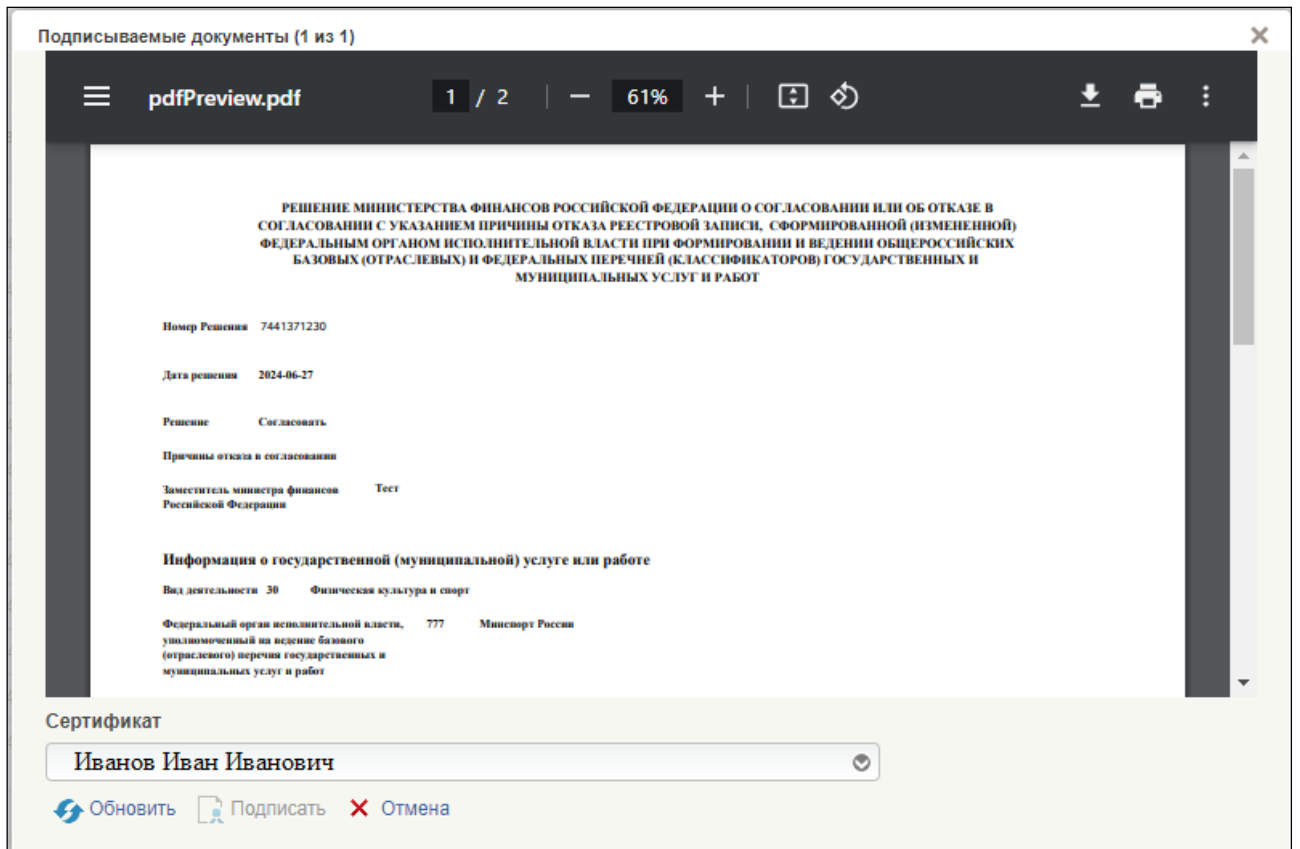 Подписываемые документы (1 из 1)
pdfPreview.pdf 1 / 2 61%
РЕШЕНИЕ МИНИСТЕРСТВА ФИНАНСОВ РОССИЙСКОЙ ФЕДЕРАЦИИ О СОГЛАСОВАНИИ ИЛИ ОБ ОТКАЗЕ В
СОГЛАСОВАНИИ С УКАЗАНИЕМ ПРИЧИНЫ ОТКАЗА РЕЕСТРОВОЙ ЗАПИСИ, СФОРМИРОВАННОЙ (ИЗМЕНЕННОЙ)
ФЕДЕРАЛЬНЫМ ОРГАНОМ ИСПОЛНИТЕЛЬНОЙ ВЛАСТИ ПРИ ФОРМИРОВАНИИ И ВЕДЕНИИ ОБЩЕРОССИЙСКИХ
БАЗОВЫХ (ОТРАСЛЕВЫХ) И ФЕДЕРАЛЬНЫХ ПЕРЕЧНЕЙ (КЛАССИФИКАТОРОВ) ГОСУДАРСТВЕННЫХ И
МУНИЦИПАЛЬНЫХ УСЛУГ И РАБОТ
Номер Решения 7441371230
Дата решения 2024-06-27
Решение Согласовать
Причины отказа в согласовании
Заместитель министра финансов Тест
Российской Федерации
Информация о государственной (муниципальной) услуге или работе
Вид деятельности 30 Физическая культура и спорт
Федеральный орган исполнительной власти, 777 Минспорт России
уполномоченный на ведение базового
(отраслевого) перечня государственных и
муниципальных услуг и работ
Сертификат
Иванов Иван Иванович
Обновить Подписать Отмена